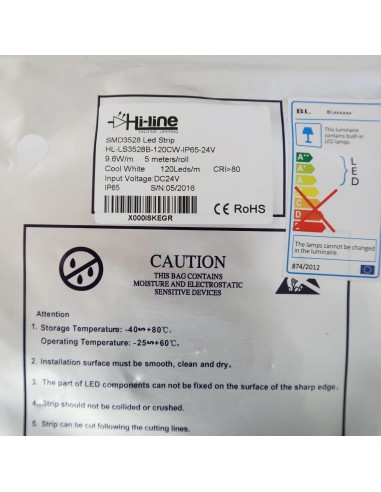 Hi-line
SMD3528 Led Strip
HL-LS3528B-120CW-IP65-24V
9.6W/m 5 meters/roll
Cool White 120Leds/m CRI>80
Input Voltage:DC24V
IP65 S/N:05/2016
X000ISKEGR
CE RoHS
BL.
BLxxxxxx
This luminaire
contains built-in
LED lamps.
A++
A+
A
B
C
D
E
L
E
D
The lamps cannot be changed
in the luminaire.
874/2012
CAUTION
THIS BAG CONTAINS
MOISTURE AND ELECTROSTATIC
SENSITIVE DEVICES
Attention
1. Storage Temperature: -40∽+80℃.
Operating Temperature: -25∽+60℃.
2. Installation surface must be smooth, clean and dry.
3. The part of LED components can not be fixed on the surface of the sharp edge.
4. Strip should not be collided or crushed.
5. Strip can be cut following the cutting lines.